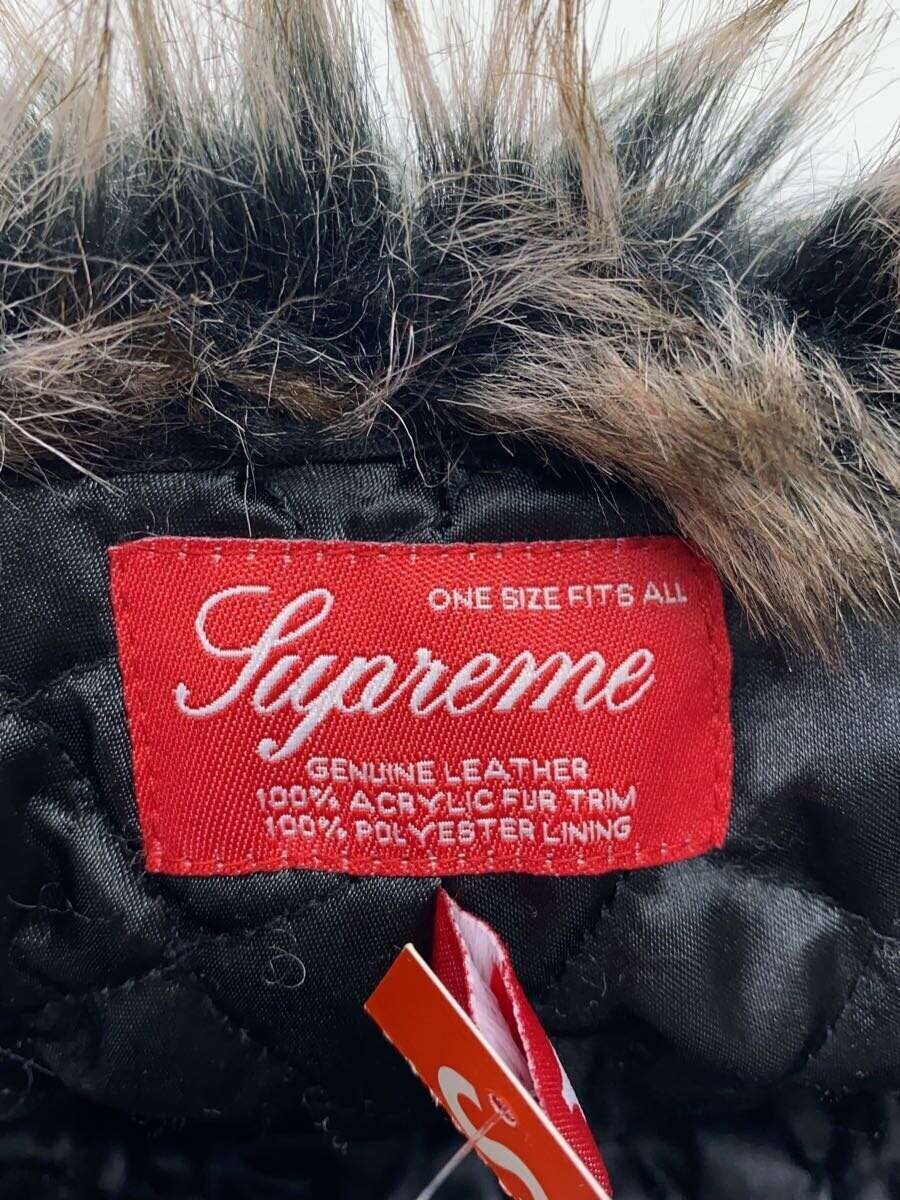 ONE SIZE FITS ALL
Supreme
GENUINE LEATHER
100% ACRYLIC FUR TRIM
100% POLYESTER LINING
S